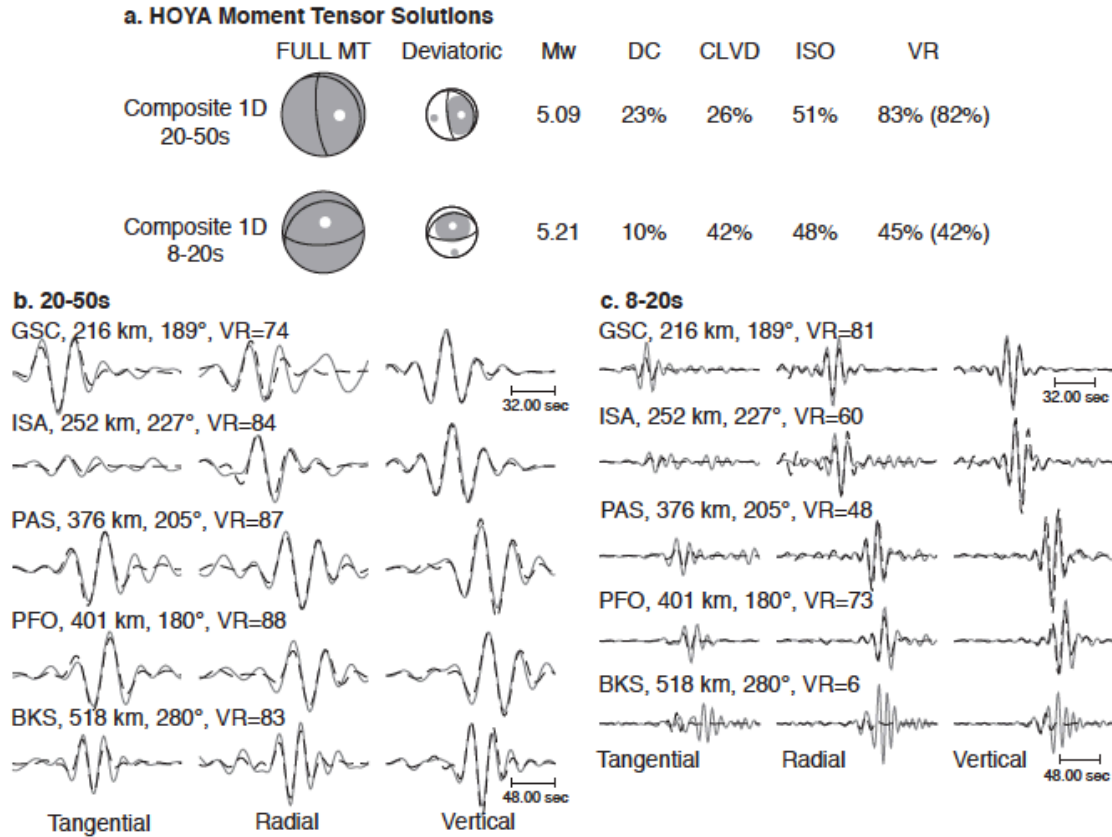 a. HOYA Moment Tensor Solutions
FULL MT Deviatoric Mw DC CLVD ISO VR
Composite 1D
20-50s
5.09 23% 26% 51% 83% (82%)
Composite 1D
8-20s
5.21 10% 42% 48% 45% (42%)
b. 20-50s
GSC, 216 km, 189°, VR=74
32.00 sec
ISA, 252 km, 227°, VR=84
PAS, 376 km, 205°, VR=87
PFO, 401 km, 180°, VR=88
BKS, 518 km, 280°, VR=83
48.00 sec
Tangential Radial Vertical
c. 8-20s
GSC, 216 km, 189°, VR=81
32.00 sec
ISA, 252 km, 227°, VR=60
PAS, 376 km, 205°, VR=48
PFO, 401 km, 180°, VR=73
BKS, 518 km, 280°, VR=6
Tangential Radial Vertical
48.00 sec